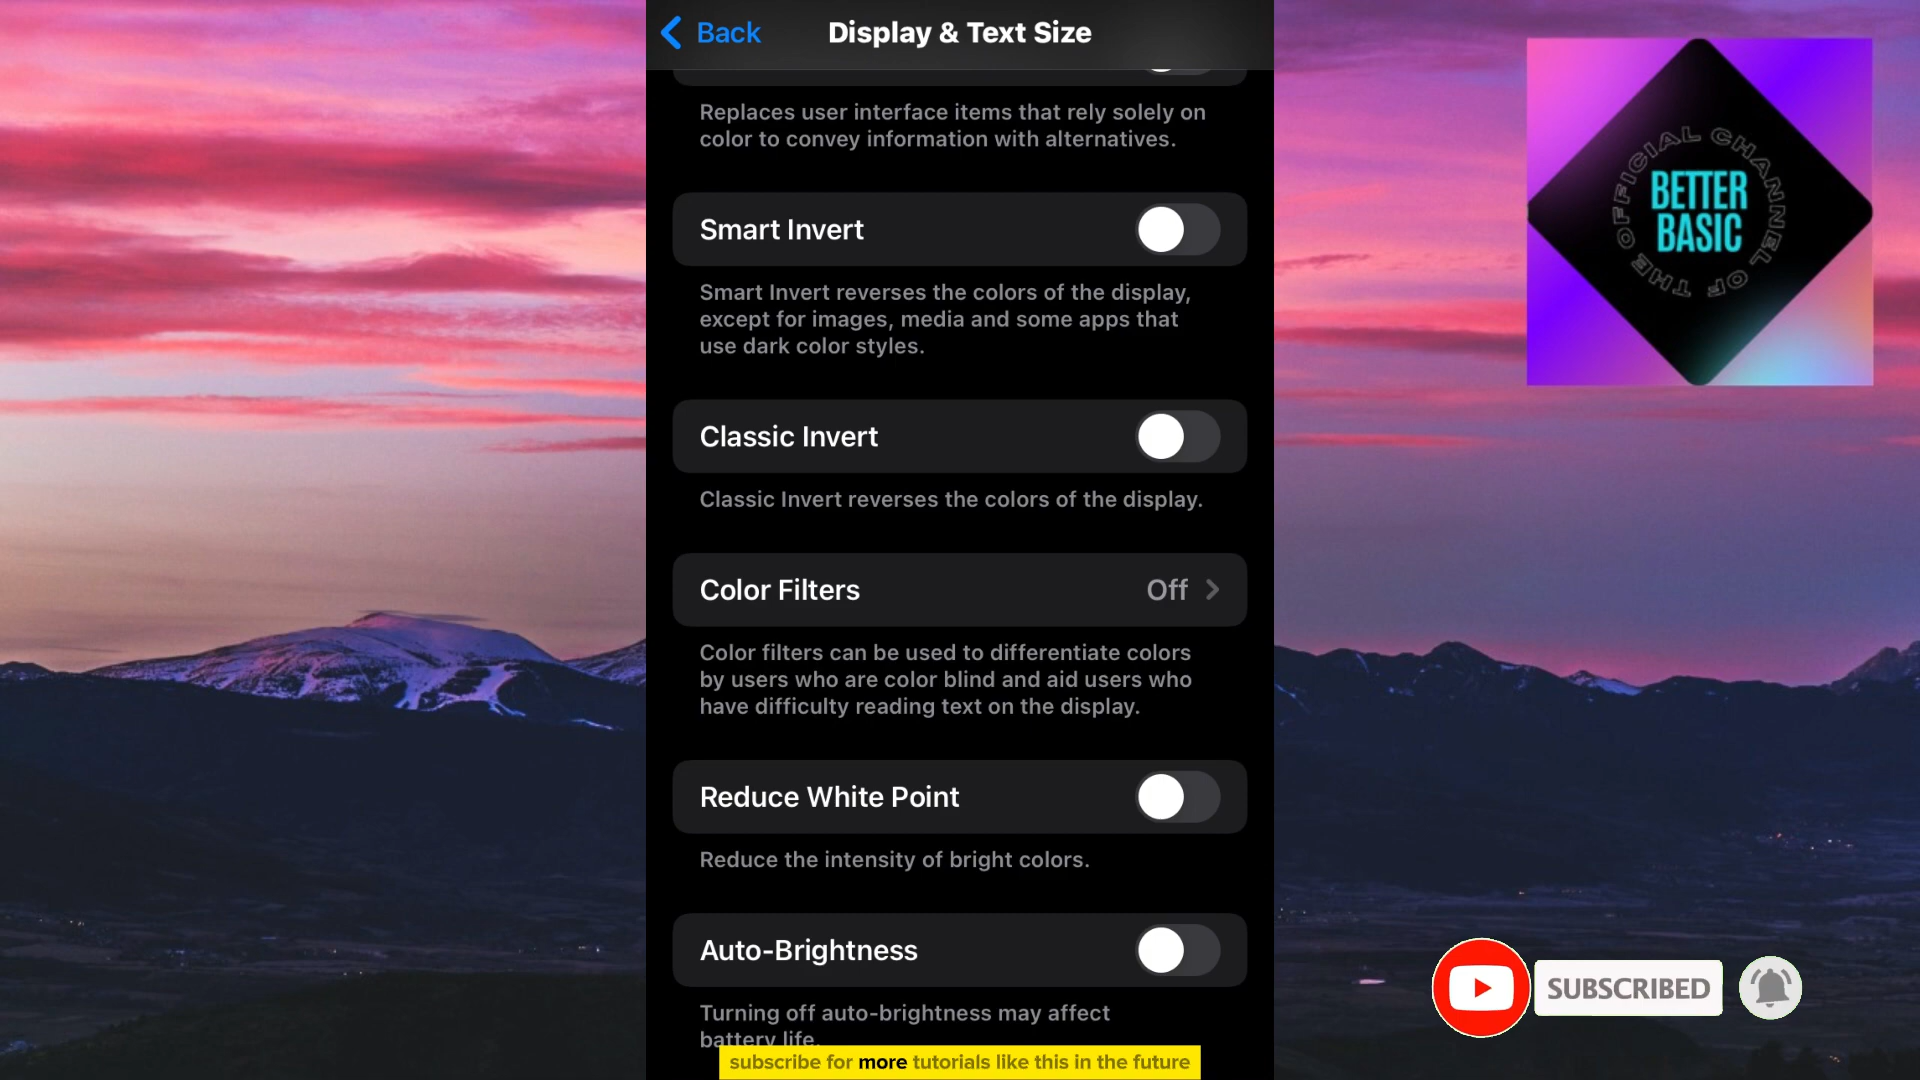 Back
Display & Text Size
Replaces user interface items that rely solely on
color to convey information with alternatives.
Smart Invert
Smart Invert reverses the colors of the display,
except for images, media and some apps that
use dark color styles.
Classic Invert
Classic Invert reverses the colors of the display.
Color Filters
Off
Color filters can be used to differentiate colors
by users who are color blind and aid users who
have difficulty reading text on the display.
Reduce White Point
Reduce the intensity of bright colors.
Auto-Brightness
Turning off auto-brightness may affect
battery life.
subscribe for more tutorials like this in the future
OFFICIAL CHANNEL OF THE
BETTER
BASIC
SUBSCRIBED